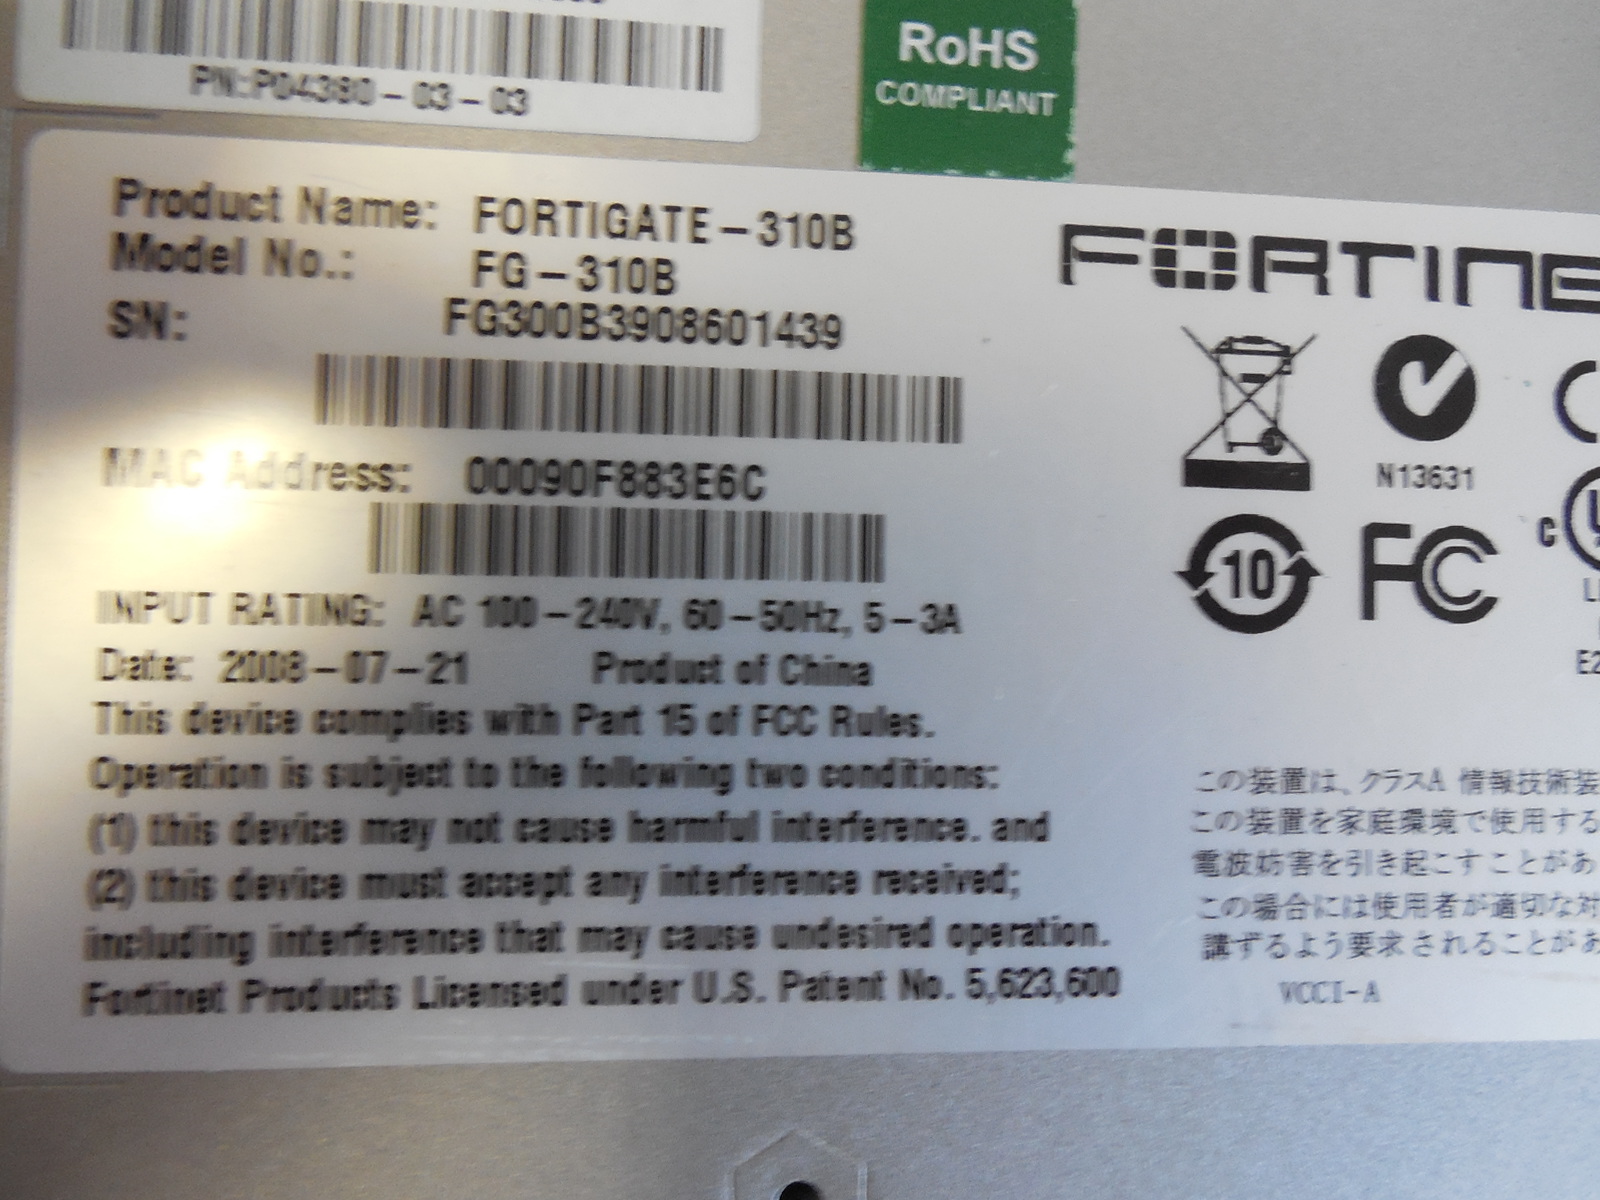 PN:P04380-03-03
RoHS
COMPLIANT
Product Name: FORTIGATE-310B
Model No.: FG-310B
SN: FG300B3908601439
MAC Address: 00090F883E6C
INPUT RATING: AC 100-240V, 60-50Hz, 5-3A
Date: 2008-07-21 Product of China
This device complies with Part 15 of FCC Rules.
Operation is subject to the following two conditions:
(1) this device may not cause harmful interference. and
(2) this device must accept any interference received;
including interference that may cause undesired operation.
Fortinet Products Licensed under U.S. Patent No. 5,623,600
FORTINE
N13631
10
FC
C
E2
この装置は、クラスA 情報技術装
この装置を家庭環境で使用する
電波妨害を引き起こすことがあ
この場合には使用者が適切な対
講ずるよう要求されることがあ
VCCI-A